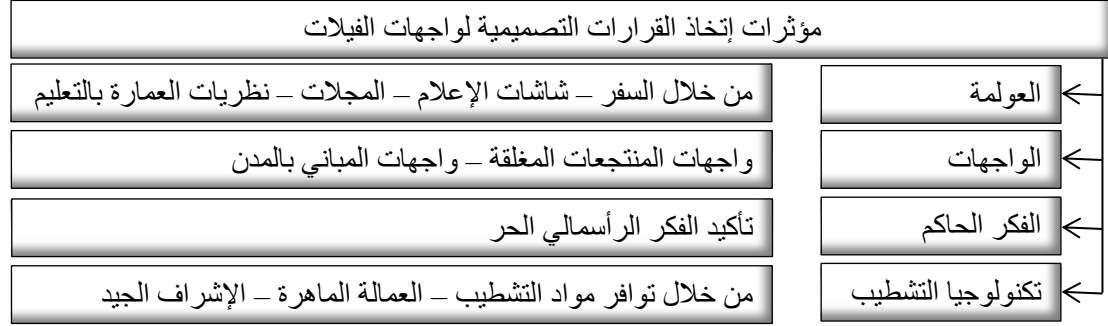 مؤثرات إتخاذ القرارات التصميمية لواجهات الفيلات
العولمة
من خلال السفر – شاشات الإعلام – المجلات – نظريات العمارة بالتعليم
الواجهات
واجهات المنتجعات المغلقة – واجهات المباني بالمدن
الفكر الحاكم
تأكيد الفكر الرأسمالي الحر
تكنولوجيا التشطيب
من خلال توافر مواد التشطيب – العمالة الماهرة – الإشراف الجيد